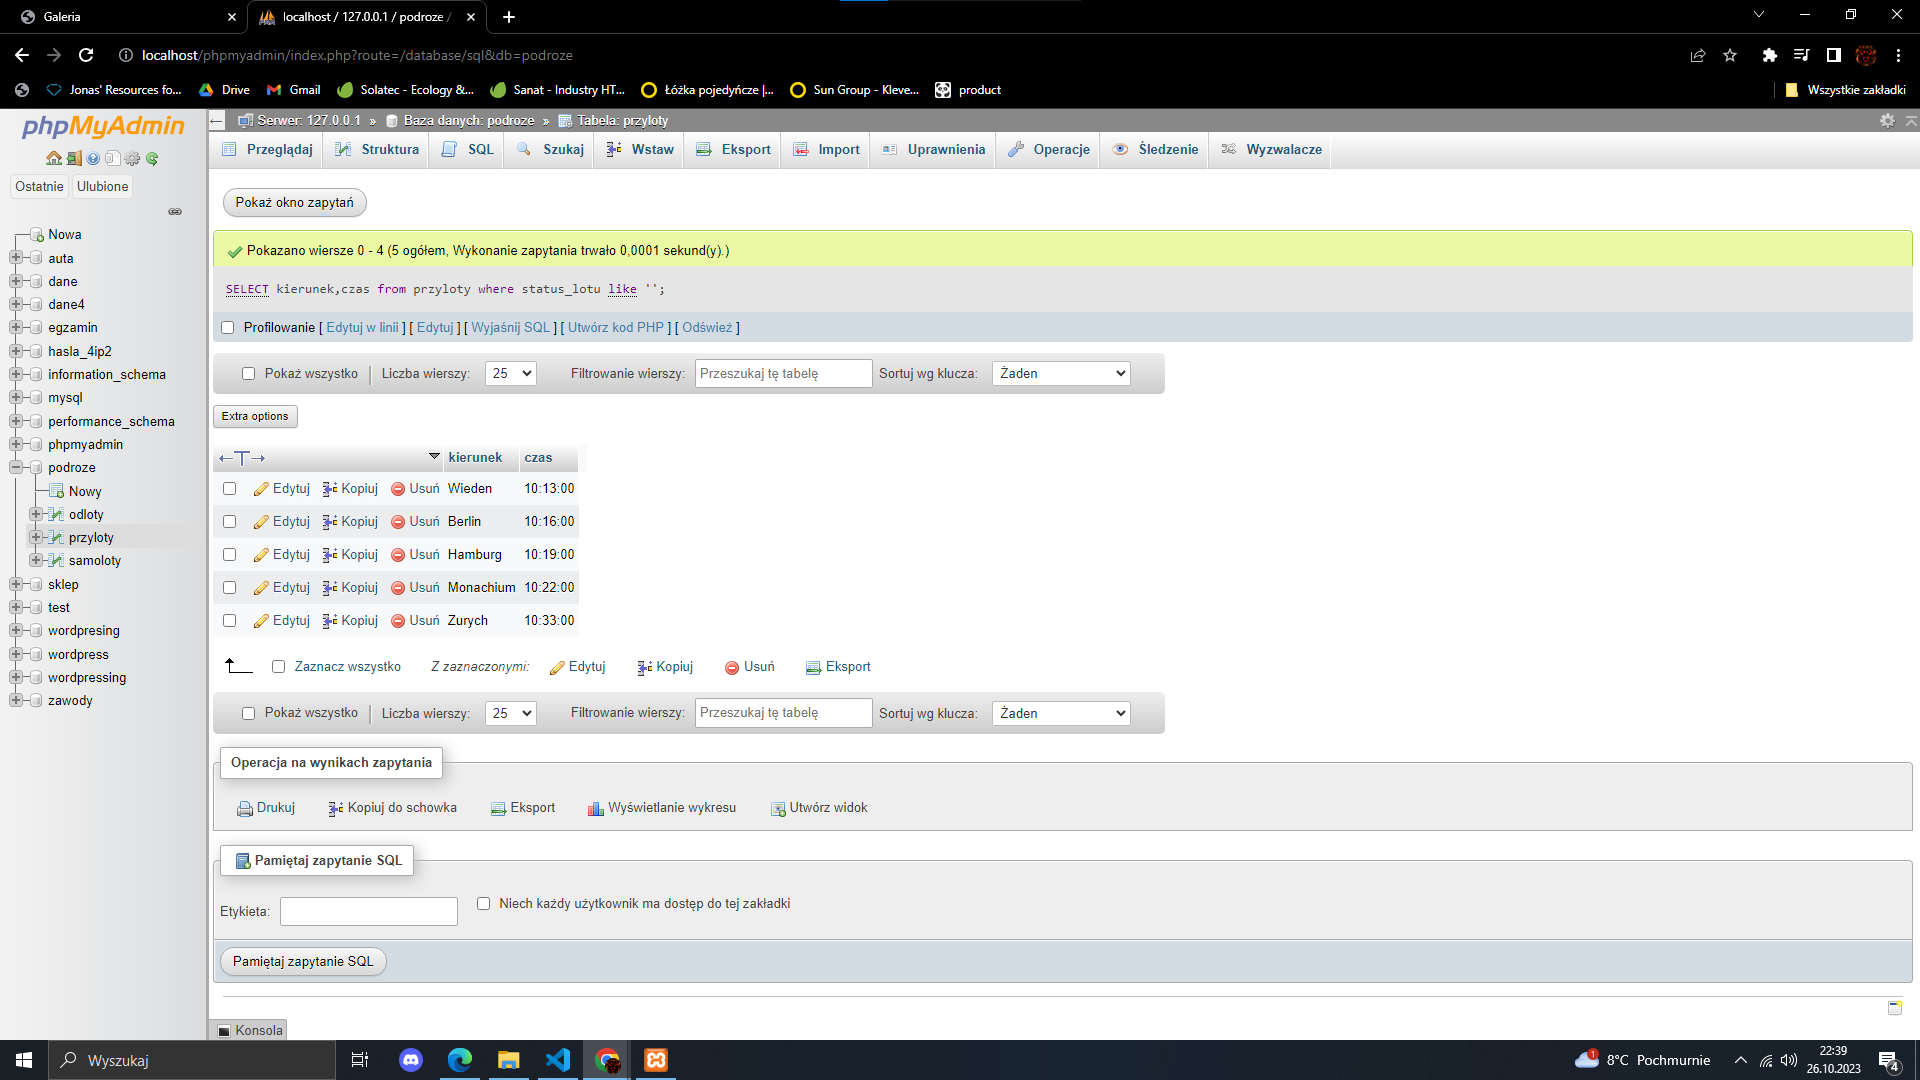 Galeria
localhost / 127.0.0.1 / podroze /
localhost/phpmyadmin/index.php?route=/database/sql&db=podroze
Jonas' Resources fo...
Drive
Gmail
Solatec - Ecology &...
Sanat - Industry HT...
Łóżka pojedyńcze |...
Sun Group - Kleve...
product
Wszystkie zakładki
phpMyAdmin
Ostatnie
Ulubione
Nowa
auta
dane
dane4
egzamin
hasla_4ip2
information_schema
mysql
performance_schema
phpmyadmin
podroze
Nowy
odloty
przyloty
samoloty
sklep
test
wordpresing
wordpress
wordpressing
zawody
Serwer: 127.0.0.1 » Baza danych: podroze » Tabela: przyloty
Przeglądaj
Struktura
SQL
Szukaj
Wstaw
Eksport
Import
Uprawnienia
Operacje
Śledzenie
Wyzwalacze
Pokaż okno zapytań
Pokazano wiersze 0 - 4 (5 ogółem, Wykonanie zapytania trwało 0,0001 sekund(y).)
SELECT kierunek,czas from przyloty where status_lotu like '';
Profilowanie [ Edytuj w linii ] [ Edytuj ] [ Wyjaśnij SQL ] [ Utwórz kod PHP ] [ Odśwież ]
Pokaż wszystko | Liczba wierszy: 25 Filtrowanie wierszy: Przeszukaj tę tabelę Sortuj wg klucza: Żaden
Extra options
←T→ kierunek czas
Edytuj Kopiuj Usuń Wieden 10:13:00
Edytuj Kopiuj Usuń Berlin 10:16:00
Edytuj Kopiuj Usuń Hamburg 10:19:00
Edytuj Kopiuj Usuń Monachium 10:22:00
Edytuj Kopiuj Usuń Zurych 10:33:00
Zaznacz wszystko Z zaznaczonymi: Edytuj Kopiuj Usuń Eksport
Pokaż wszystko | Liczba wierszy: 25 Filtrowanie wierszy: Przeszukaj tę tabelę Sortuj wg klucza: Żaden
Operacja na wynikach zapytania
Drukuj Kopiuj do schowka Eksport Wyświetlanie wykresu Utwórz widok
Pamiętaj zapytanie SQL
Etykieta: Niech każdy użytkownik ma dostęp do tej zakładki
Pamiętaj zapytanie SQL
Konsola
Wyszukaj
1
8°C Pochmurnie
22:39
26.10.2023
4